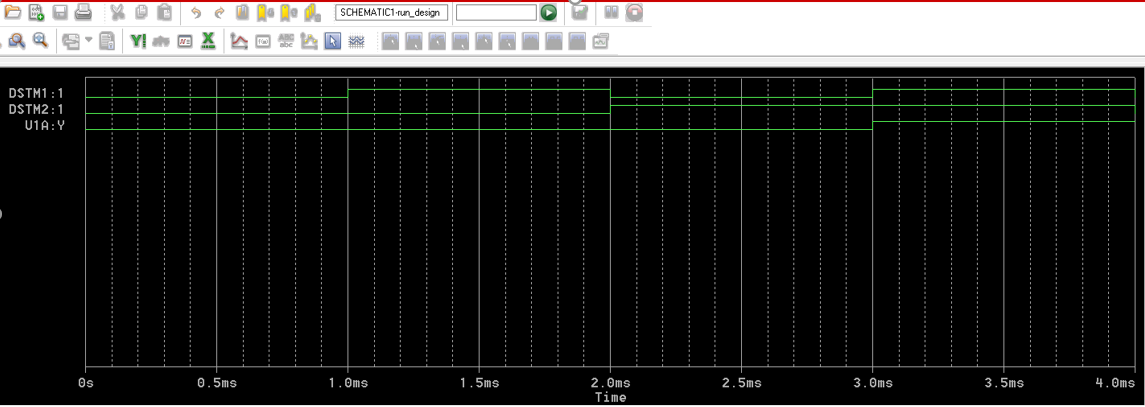 SCHEMATIC1-run_design
DSTM1:1
DSTM2:1
U1A:Y
0s
0.5ms
1.0ms
1.5ms
2.0ms
2.5ms
3.0ms
3.5ms
4.0ms
Time